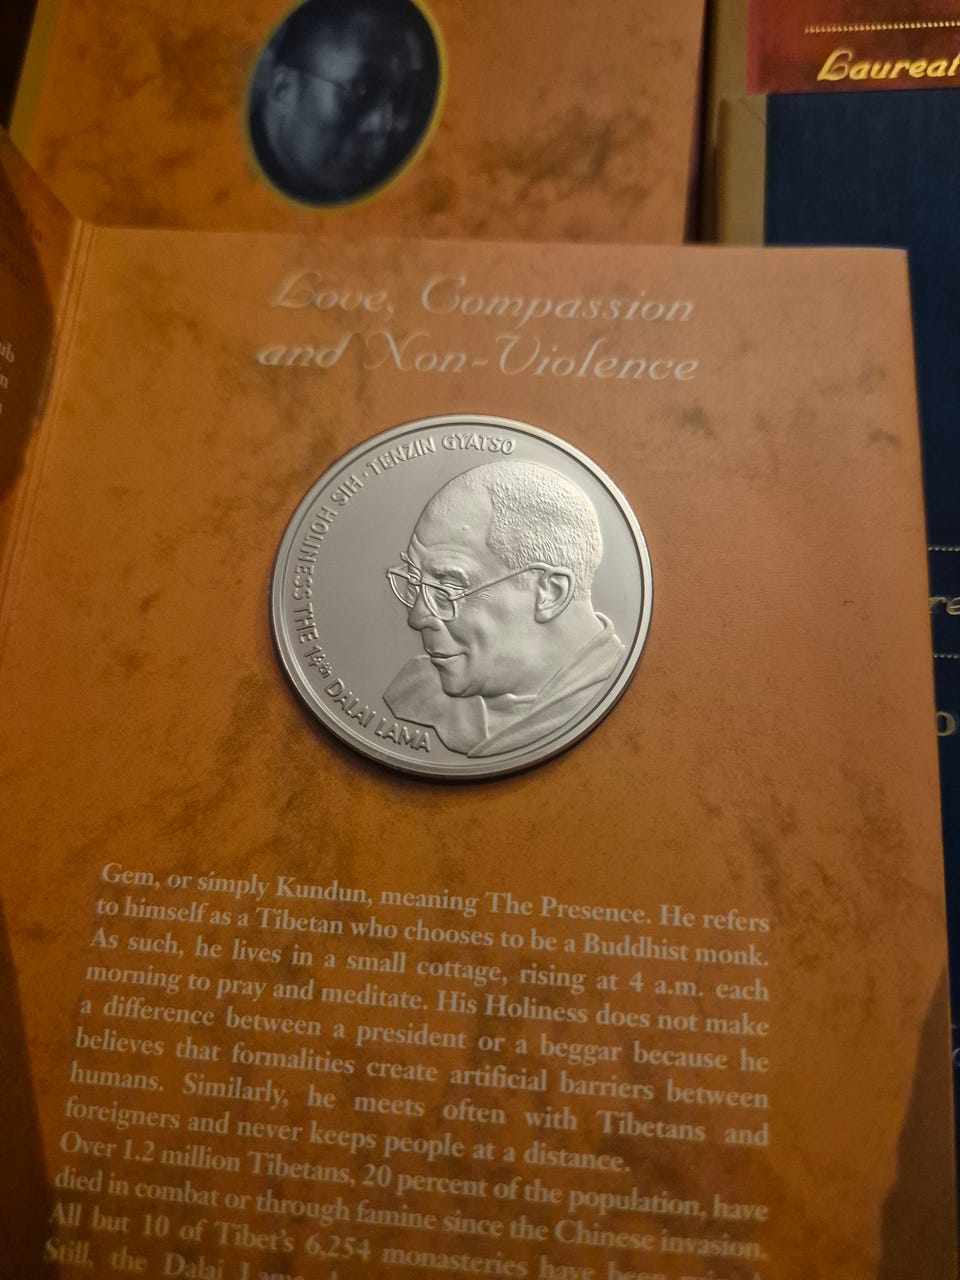 Laureat
Love, Compassion
and Non-Violence
HIS HOLINESS THE 14th DALAI LAMA
· TENZIN GYATSO
Gem, or simply Kundun, meaning The Presence. He refers
to himself as a Tibetan who chooses to be a Buddhist monk.
As such, he lives in a small cottage, rising at 4 a.m. each
morning to pray and meditate. His Holiness does not make
a difference between a president or a beggar because he
believes that formalities create artificial barriers between
humans. Similarly, he meets often with Tibetans and
foreigners and never keeps people at a distance.
Over 1.2 million Tibetans, 20 percent of the population, have
died in combat or through famine since the Chinese invasion.
All but 10 of Tibet's 6,254 monasteries have been
Still, the Dalai Lama